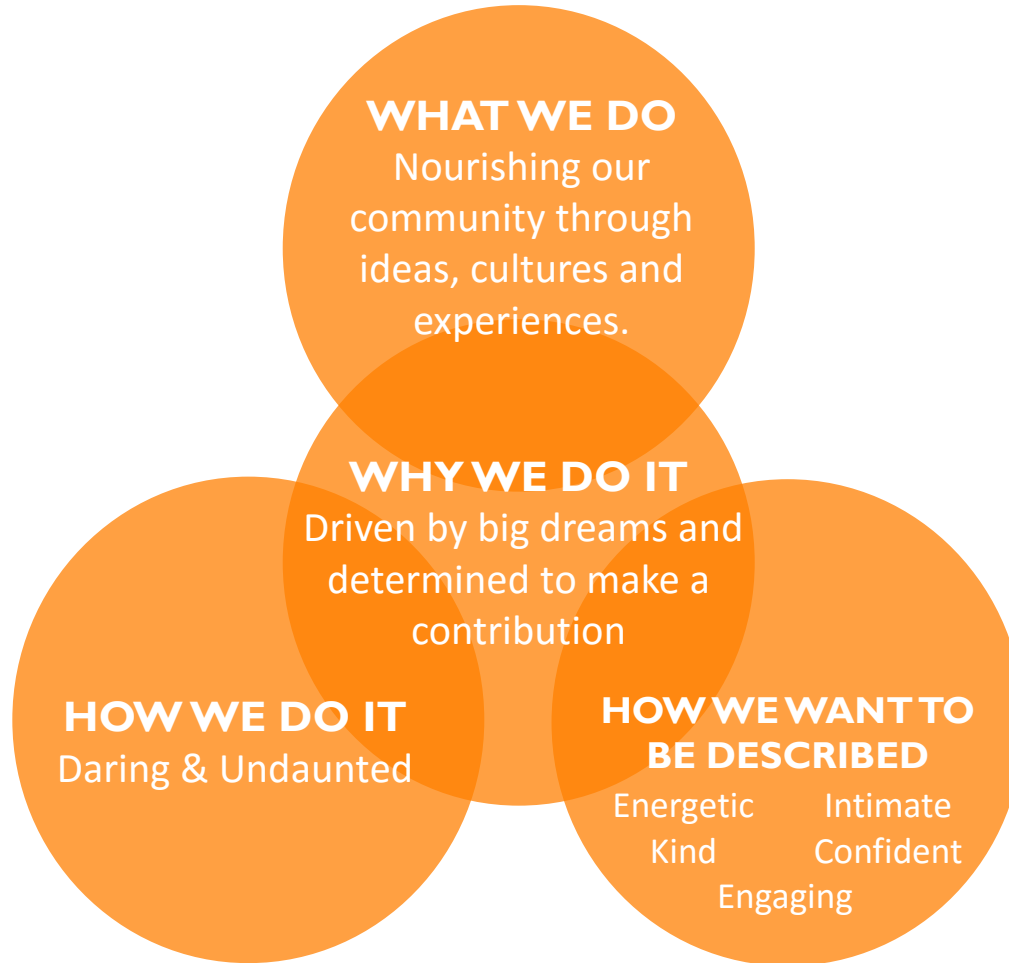 WHAT WE DO
Nourishing our
community through
ideas, cultures and
experiences.
WHY WE DO IT
Driven by big dreams and
determined to make a
contribution
HOW WE DO IT
Daring & Undaunted
HOW WE WANT TO
BE DESCRIBED
Energetic Intimate
Kind Confident
Engaging